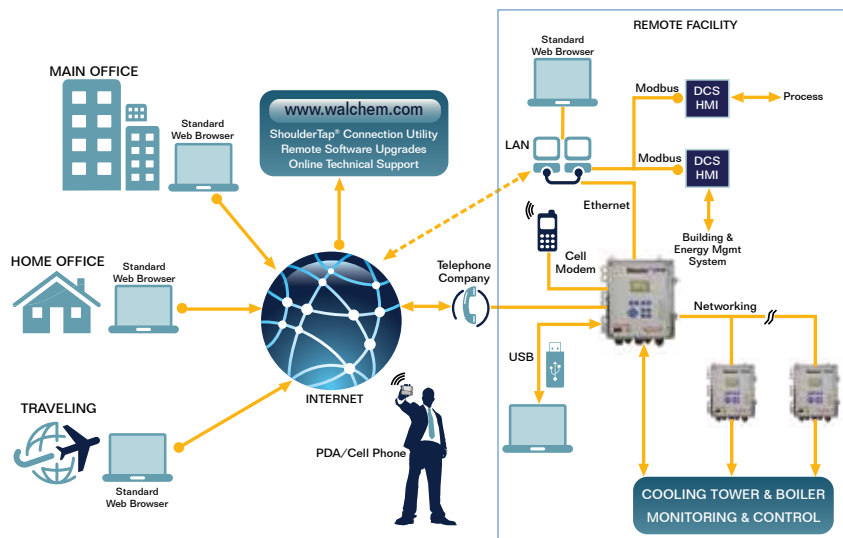 REMOTE FACILITY
MAIN OFFICE
Standard
Web Browser
www.walchem.com
ShoulderTap® Connection Utility
Remote Software Upgrades
Online Technical Support
Standard
Web Browser
LAN
Modbus
DCS
HMI
Process
Modbus
DCS
HMI
Ethernet
Building &
Energy Mgmt
System
Cell
Modem
HOME OFFICE
Standard
Web Browser
Telephone
Company
Networking
INTERNET
USB
TRAVELING
Standard
Web Browser
PDA/Cell Phone
COOLING TOWER & BOILER
MONITORING & CONTROL